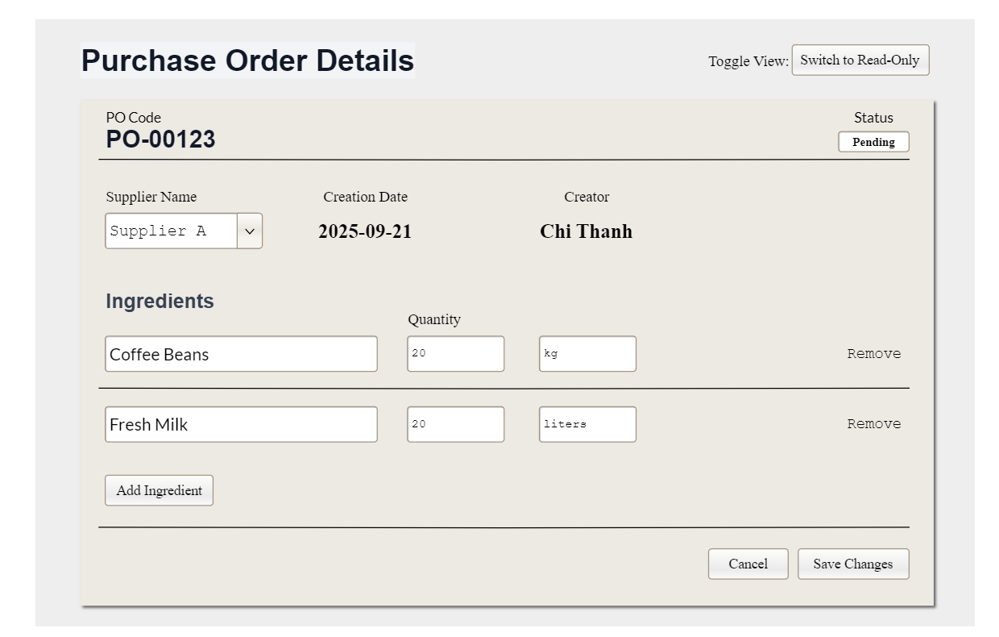 Purchase Order Details
Toggle View: Switch to Read-Only
PO Code
PO-00123
Status
Pending
Supplier Name
Creation Date
Creator
Supplier A
2025-09-21
Chi Thanh
Ingredients
Quantity
Coffee Beans
20
kg
Remove
Fresh Milk
20
liters
Remove
Add Ingredient
Cancel
Save Changes